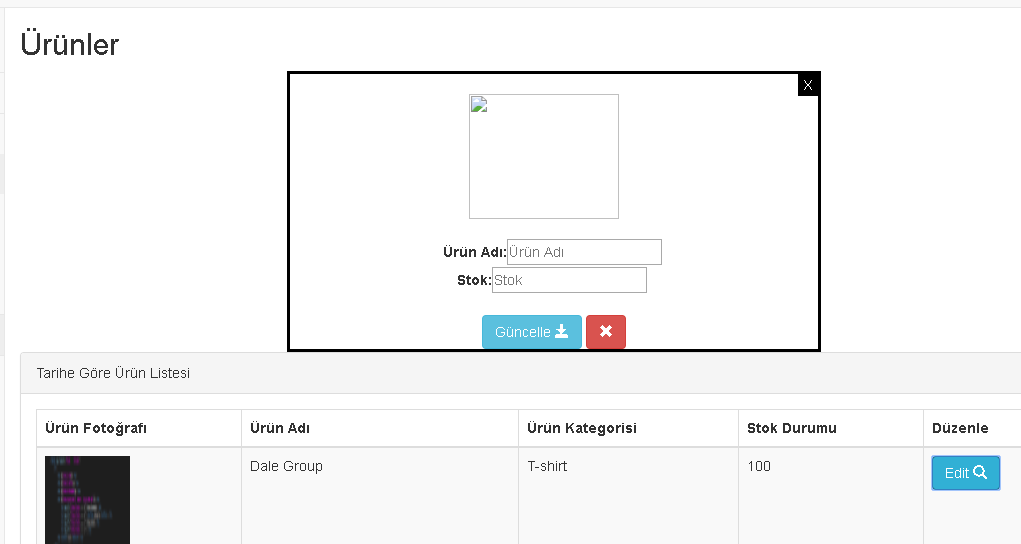 Ürünler
X
Ürün Adı: Ürün Adı
Stok: Stok
Güncelle
Tarihe Göre Ürün Listesi
Ürün Fotoğrafı Ürün Adı Ürün Kategorisi Stok Durumu Düzenle
Dale Group T-shirt 100 Edit